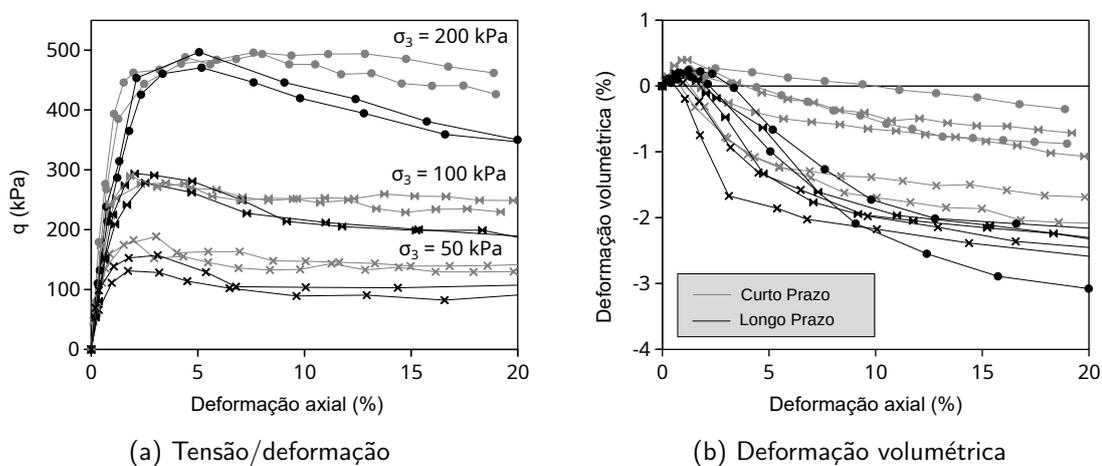 500
400
300
200
100
0
q (kPa)
σ3 = 200 kPa
σ3 = 100 kPa
σ3 = 50 kPa
0 5 10 15 20
Deformação axial (%)
(a) Tensão/deformação
1
0
-1
-2
-3
-4
Deformação volumétrica (%)
Curto Prazo
Longo Prazo
0 5 10 15 20
Deformação axial (%)
(b) Deformação volumétrica